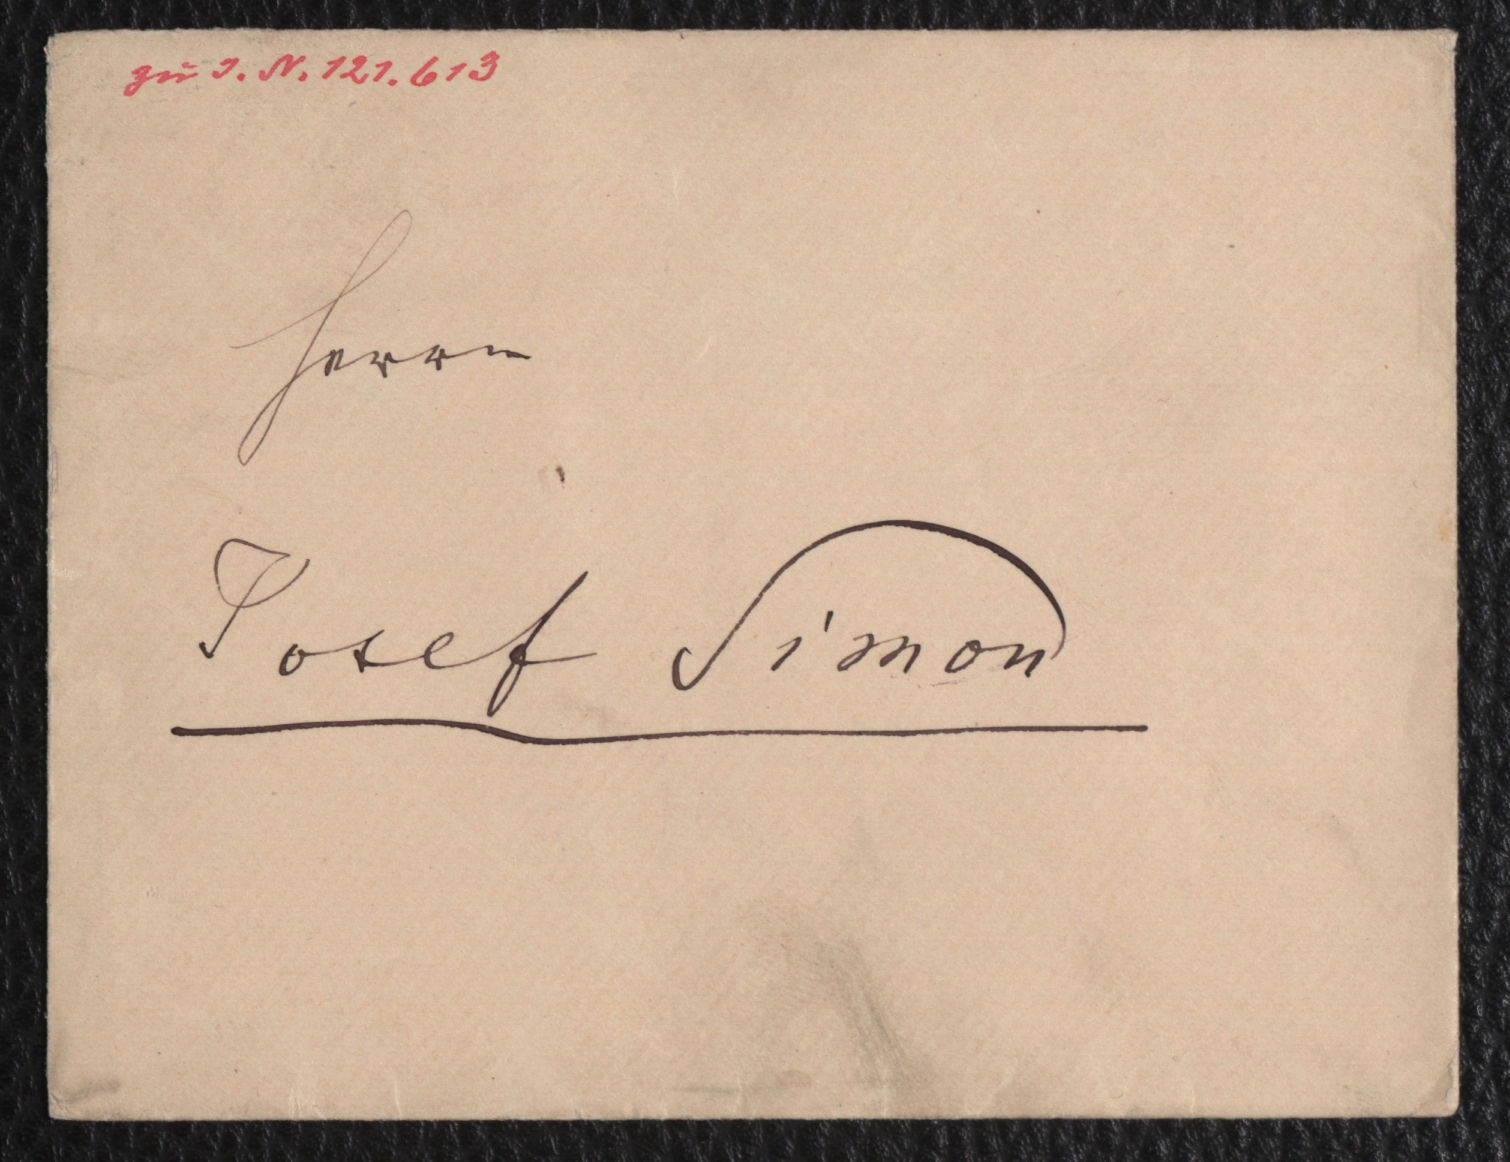 zu I. N. 121.613
Herrn
Josef Simon